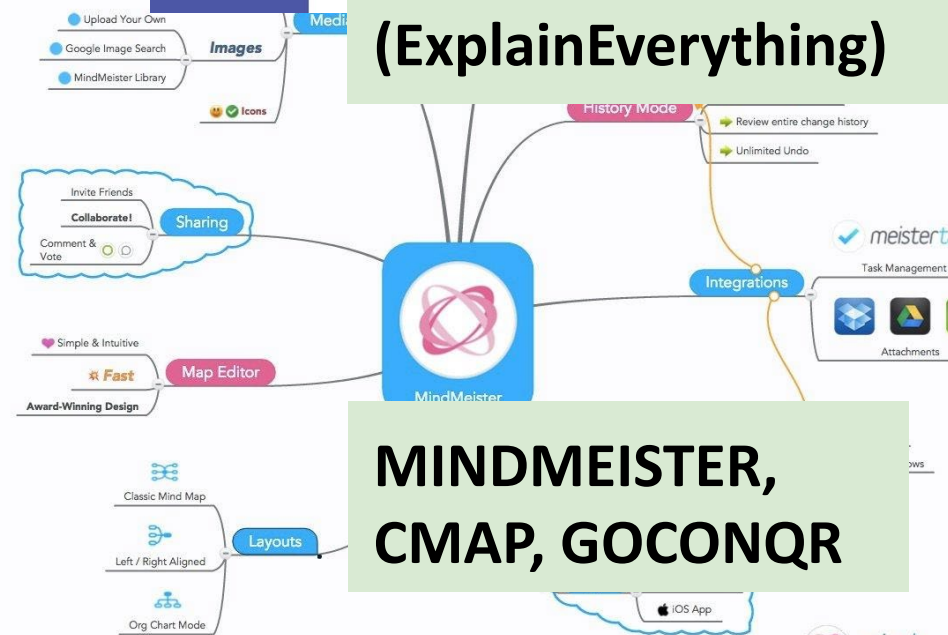 Upload Your Own
Google Image Search
MindMeister Library
Images
Icons
(ExplainEverything)
History Mode
Review entire change history
Unlimited Undo
Invite Friends
Collaborate!
Comment &
Vote
Sharing
Integrations
Task Management
Attachments
Simple & Intuitive
Fast
Award-Winning Design
Map Editor
MindMeister
MINDMEISTER,
CMAP, GOCONQR
Classic Mind Map
Left / Right Aligned
Org Chart Mode
Layouts
iOS App